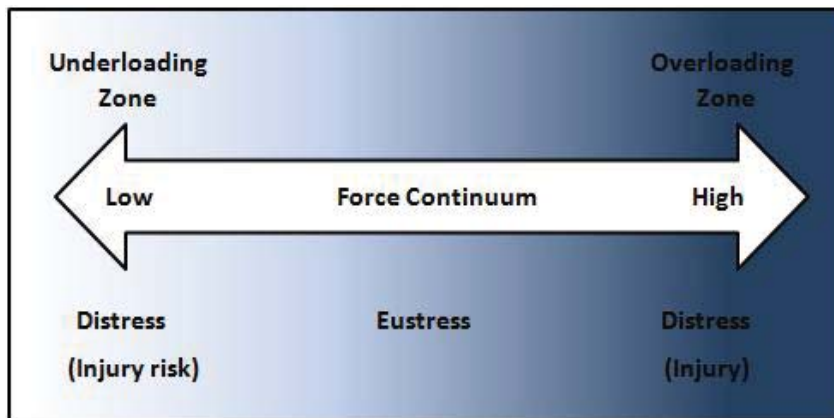 Underloading
Zone
Overloading
Zone
Low
Force Continuum
High
Distress
(Injury risk)
Eustress
Distress
(Injury)